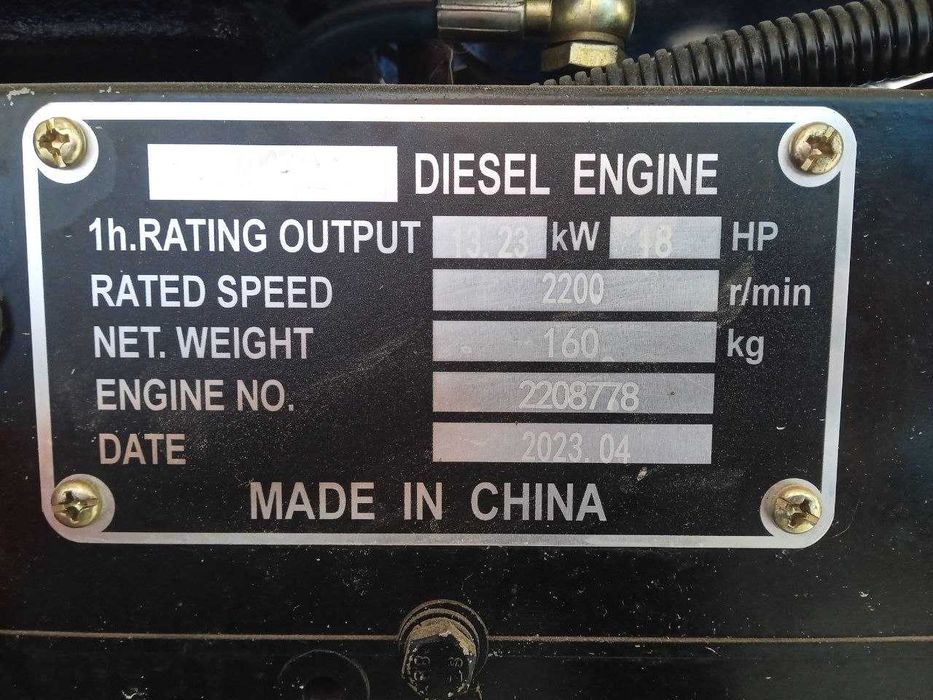 DIESEL ENGINE
1h.RATING OUTPUT 13.23 kW 18 HP
RATED SPEED 2200 r/min
NET. WEIGHT 160 kg
ENGINE NO. 2208778
DATE 2023.04
MADE IN CHINA